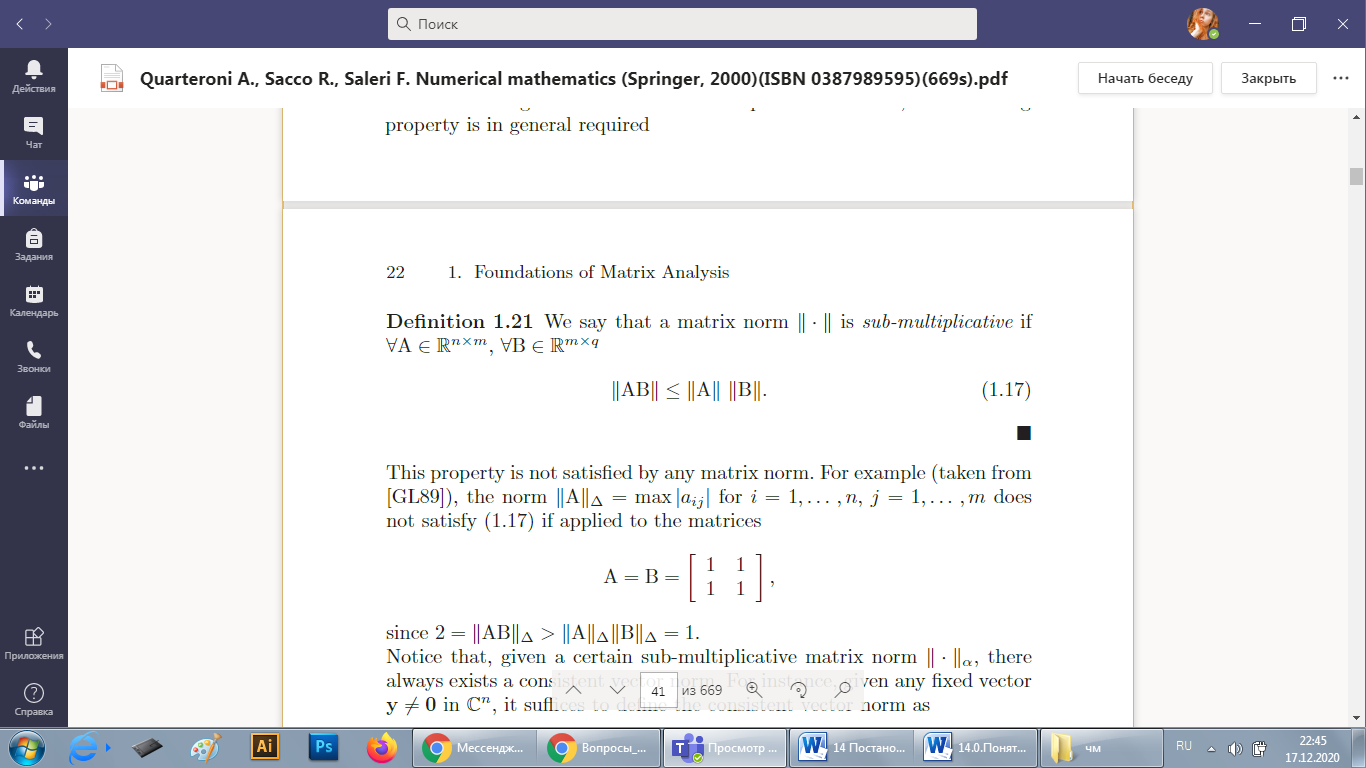 Поиск
Quarteroni A., Sacco R., Saleri F. Numerical mathematics (Springer, 2000)(ISBN 0387989595)(669s).pdf
Начать беседу
Закрыть
Действия
Чат
Команды
Задания
Календарь
Звонки
Файлы
Приложения
Справка
property is in general required
22 1. Foundations of Matrix Analysis
Definition 1.21 We say that a matrix norm ‖ · ‖ is sub-multiplicative if
∀A ∈ ℝⁿˣᵐ, ∀B ∈ ℝᵐˣ𐞥
‖AB‖ ≤ ‖A‖ ‖B‖. (1.17)
■
This property is not satisfied by any matrix norm. For example (taken from
[GL89]), the norm ‖A‖Δ = max |aij| for i = 1, . . . , n, j = 1, . . . , m does
not satisfy (1.17) if applied to the matrices
A = B = [ 1 1
1 1 ] ,
since 2 = ‖AB‖Δ > ‖A‖Δ‖B‖Δ = 1.
Notice that, given a certain sub-multiplicative matrix norm ‖ · ‖α, there
always exists a consistent vector norm. For instance, given any fixed vector
y ≠ 0 in ℂⁿ, it suffices to define the consistent vector norm as
41 из 669
Ai
Ps
Мессендж...
Вопросы_...
Просмотр ...
14 Постано...
14.0.Понят...
чм
RU
22:45
17.12.2020